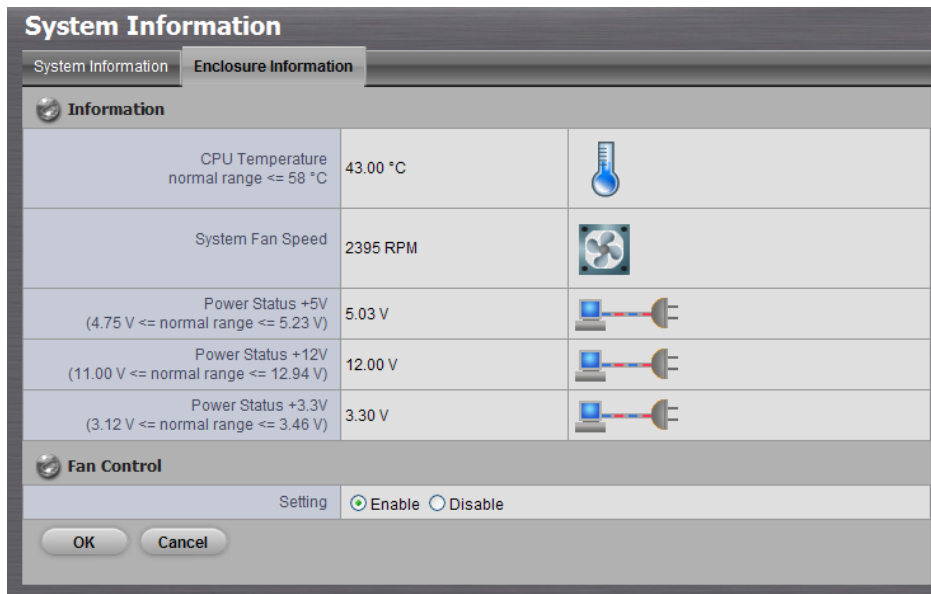 System Information
System Information
Enclosure Information
Information
CPU Temperature
normal range <= 58 °C
43.00 °C
System Fan Speed
2395 RPM
Power Status +5V
(4.75 V <= normal range <= 5.23 V)
5.03 V
Power Status +12V
(11.00 V <= normal range <= 12.94 V)
12.00 V
Power Status +3.3V
(3.12 V <= normal range <= 3.46 V)
3.30 V
Fan Control
Setting
Enable
Disable
OK
Cancel